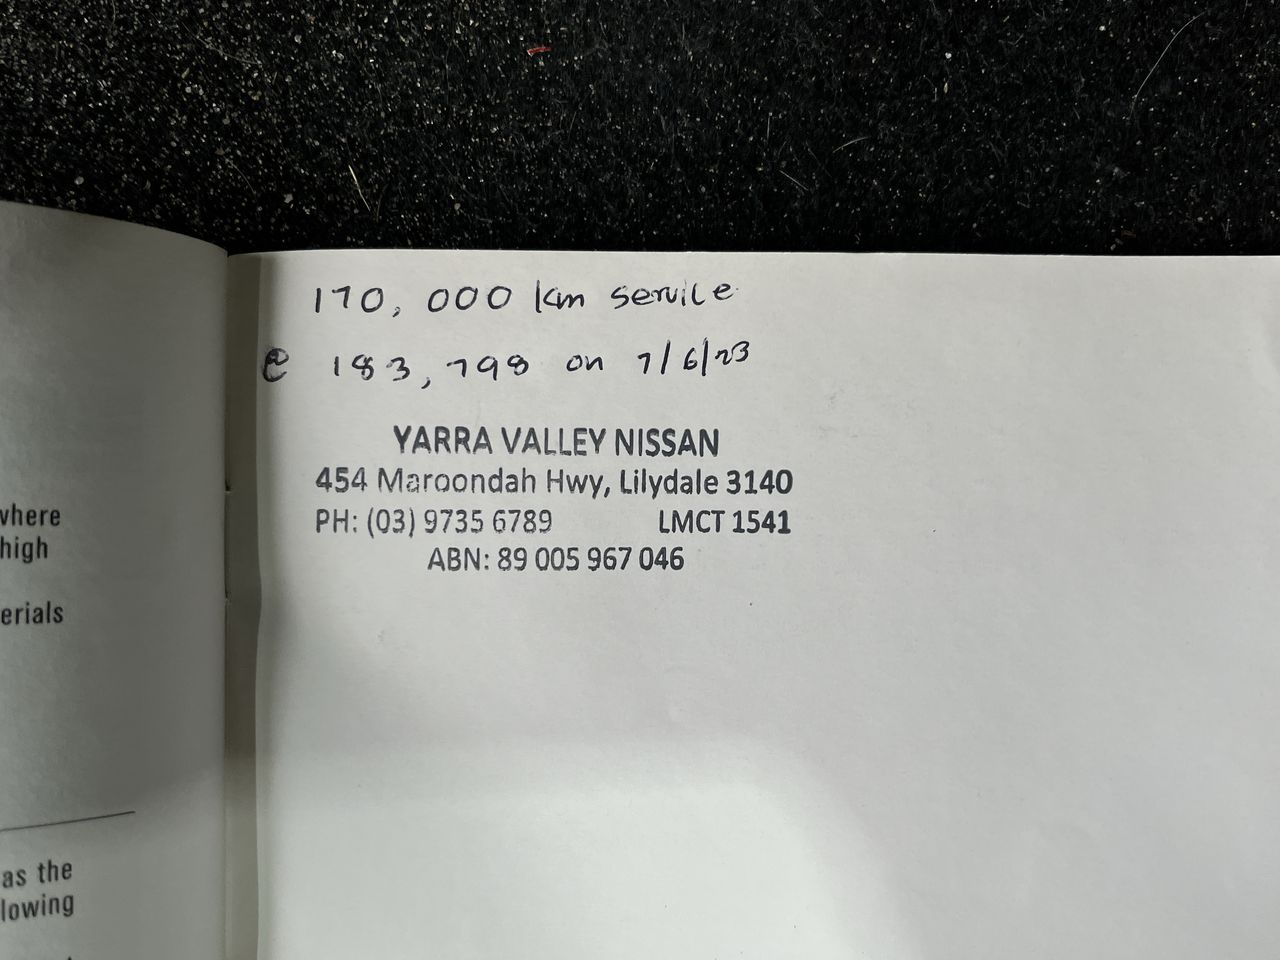 170,000 km service
@ 183,798 on 7/6/23
YARRA VALLEY NISSAN
454 Maroondah Hwy, Lilydale 3140
PH: (03) 9735 6789 LMCT 1541
ABN: 89 005 967 046
where
high
erials
as the
lowing